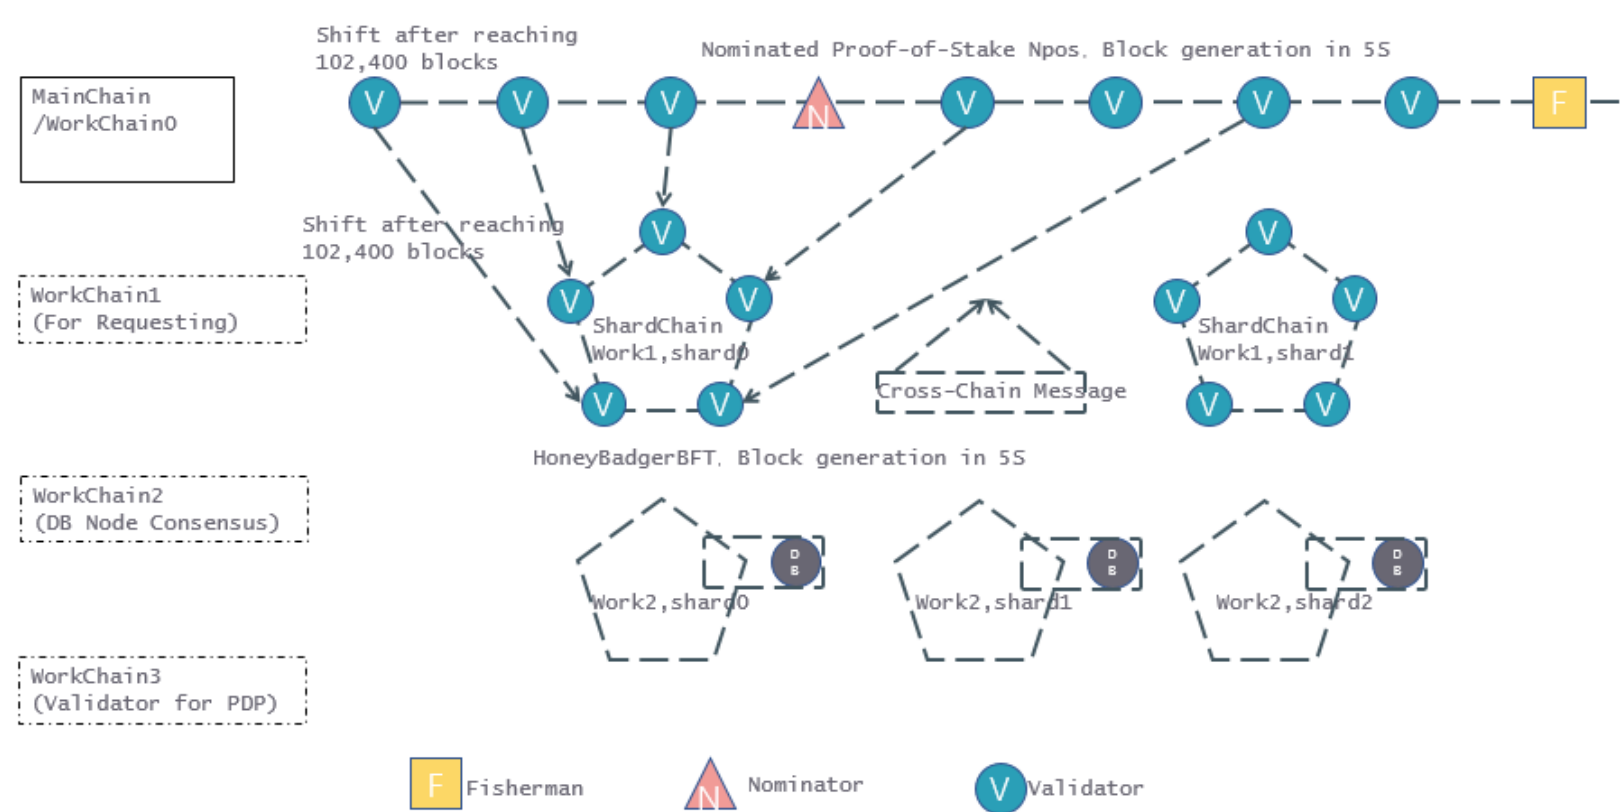 Shift after reaching
102,400 blocks
Nominated Proof-of-Stake Npos. Block generation in 5S
MainChain
/WorkChain0
V
V
V
N
V
V
V
V
F
Shift after reaching
102,400 blocks
V
V
V
V
V
V
V
WorkChain1
(For Requesting)
ShardChain
Work1,shard0
ShardChain
Work1,shard1
Cross-Chain Message
V
V
V
HoneyBadgerBFT. Block generation in 5S
WorkChain2
(DB Node Consensus)
D
B
D
B
D
B
Work2,shard0
Work2,shard1
Work2,shard2
WorkChain3
(Validator for PDP)
F Fisherman
N Nominator
V Validator